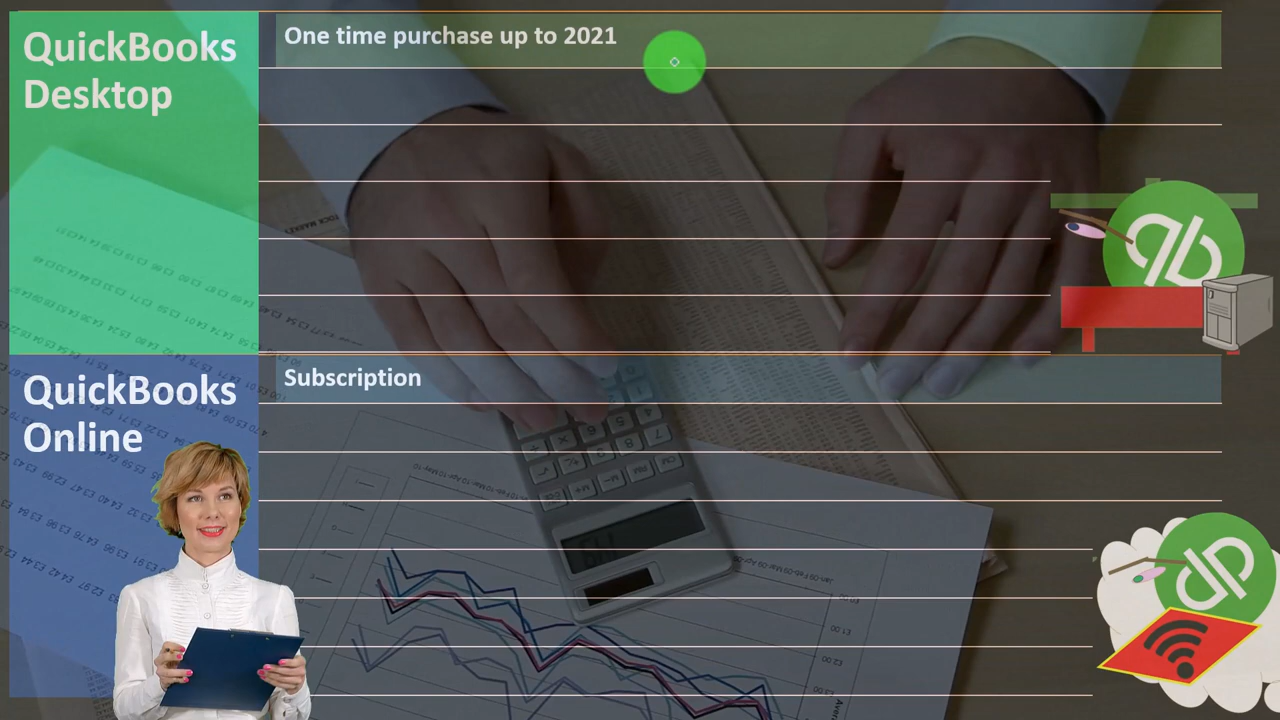 QuickBooks
Desktop
One time purchase up to 2021
QuickBooks
Online
Subscription